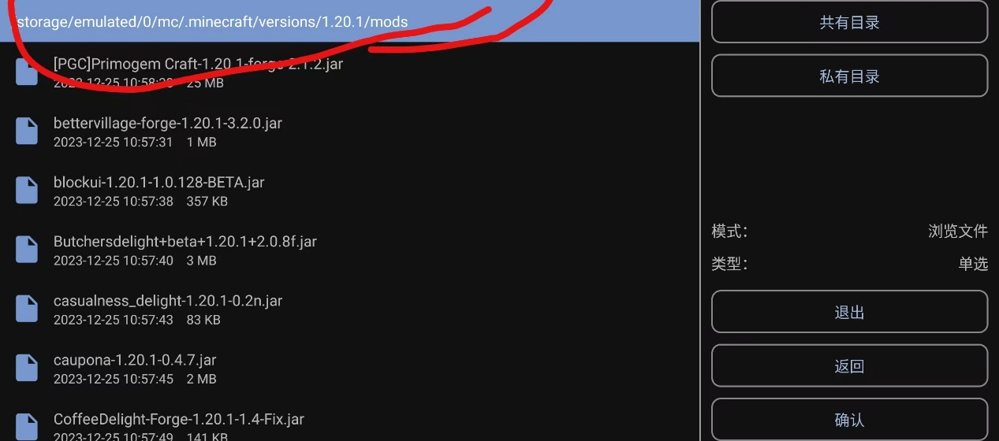 /storage/emulated/0/mc/.minecraft/versions/1.20.1/mods
[PGC]Primogem Craft-1.20.1-forge-2.1.2.jar
2023-12-25 10:58:20 25 MB
bettervillage-forge-1.20.1-3.2.0.jar
2023-12-25 10:57:31 1 MB
blockui-1.20.1-1.0.128-BETA.jar
2023-12-25 10:57:38 357 KB
Butchersdelight+beta+1.20.1+2.0.8f.jar
2023-12-25 10:57:40 3 MB
casualness_delight-1.20.1-0.2n.jar
2023-12-25 10:57:43 83 KB
caupona-1.20.1-0.4.7.jar
2023-12-25 10:57:45 2 MB
CoffeeDelight-Forge-1.20.1-1.4-Fix.jar
2023-12-25 10:57:49 141 KB
共有目录
私有目录
模式： 浏览文件
类型： 单选
退出
返回
确认